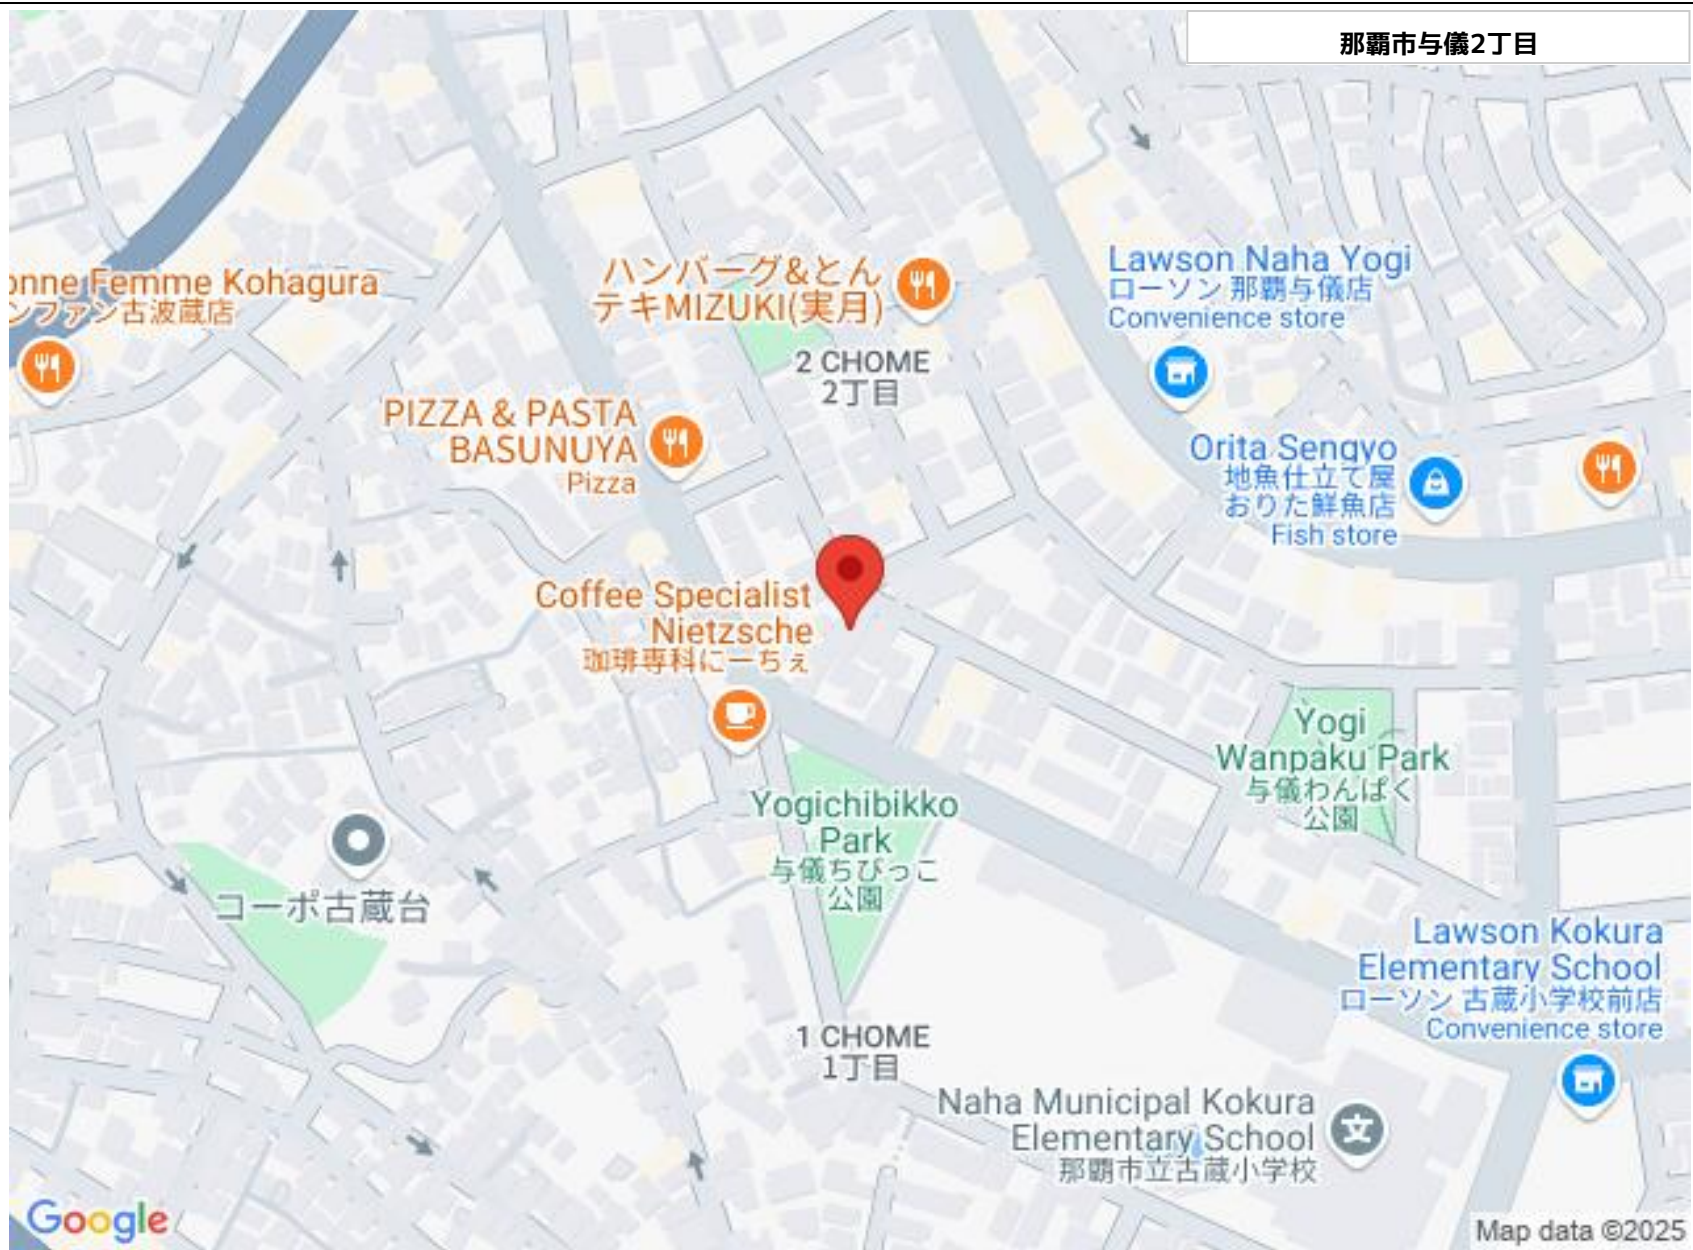 那覇市与儀2丁目
onne Femme Kohagura
ンファン古波蔵店
ハンバーグ&とん
テキMIZUKI(実月)
Lawson Naha Yogi
ローソン 那覇与儀店
Convenience store
2 CHOME
2丁目
PIZZA & PASTA
BASUNUYA
Pizza
Orita Sengyo
地魚仕立て屋
おりた鮮魚店
Fish store
Coffee Specialist
Nietzsche
珈琲専科にーちぇ
Yogi
Wanpaku Park
与儀わんぱく
公園
Yogichibikko
Park
与儀ちびっこ
公園
コーポ古蔵台
Lawson Kokura
Elementary School
ローソン 古蔵小学校前店
Convenience store
1 CHOME
1丁目
Naha Municipal Kokura
Elementary School
那覇市立古蔵小学校
文
Google
Map data ©2025